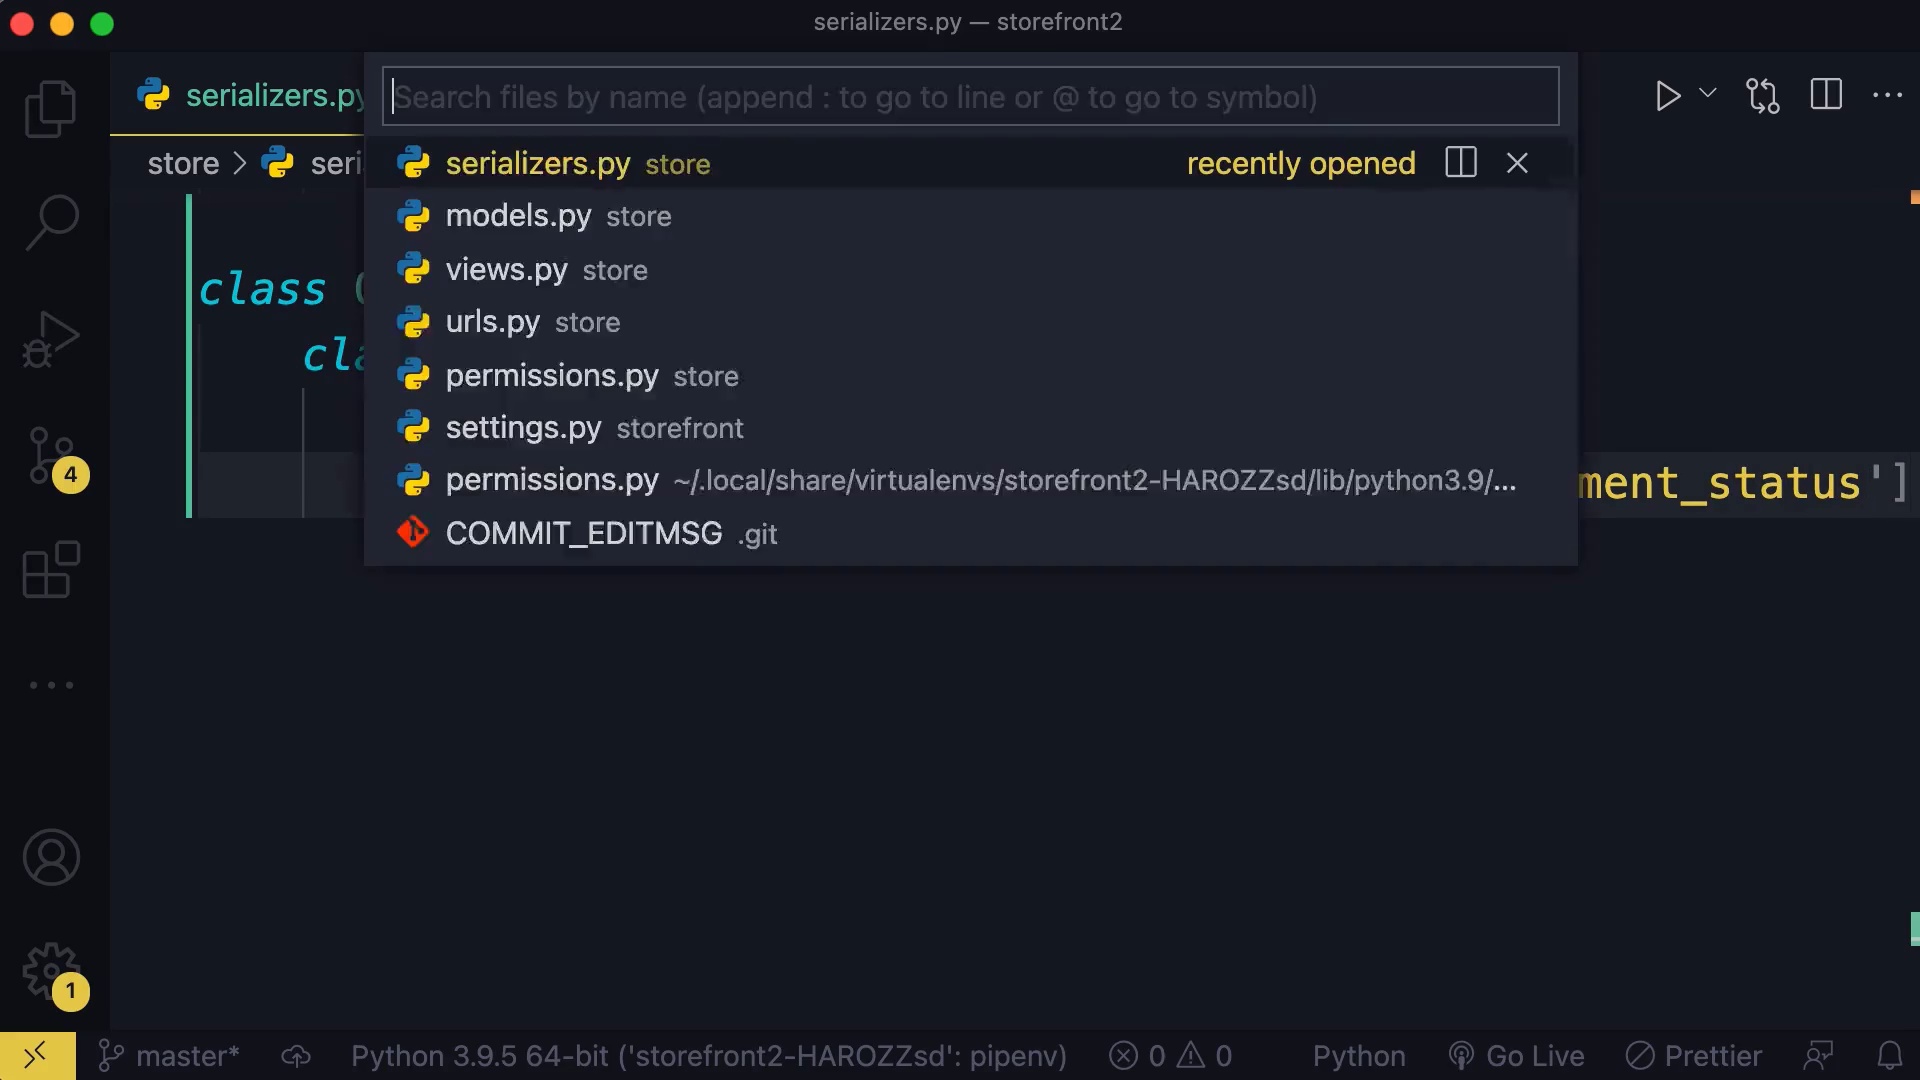 serializers.py — storefront2
serializers.py
Search files by name (append : to go to line or @ to go to symbol)
store > seri
serializers.py store recently opened
models.py store
views.py store
urls.py store
permissions.py store
settings.py storefront
permissions.py ~/.local/share/virtualenvs/storefront2-HAROZZsd/lib/python3.9/...
COMMIT_EDITMSG .git
class
cla
ment_status']
4
1
master* Python 3.9.5 64-bit ('storefront2-HAROZZsd': pipenv) 0 0 Python Go Live Prettier